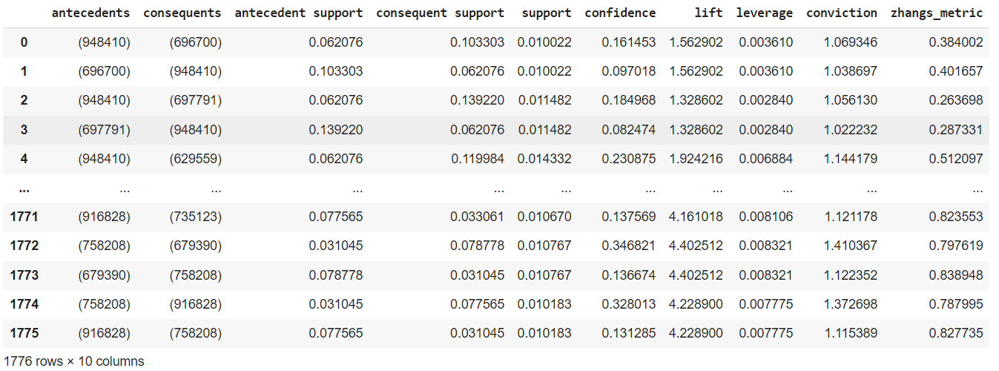 antecedents consequents antecedent support consequent support support confidence lift leverage conviction zhangs_metric
0 (948410) (696700) 0.062076 0.103303 0.010022 0.161453 1.562902 0.003610 1.069346 0.384002
1 (696700) (948410) 0.103303 0.062076 0.010022 0.097018 1.562902 0.003610 1.038697 0.401657
2 (948410) (697791) 0.062076 0.139220 0.011482 0.184968 1.328602 0.002840 1.056130 0.263698
3 (697791) (948410) 0.139220 0.062076 0.011482 0.082474 1.328602 0.002840 1.022232 0.287331
4 (948410) (629559) 0.062076 0.119984 0.014332 0.230875 1.924216 0.006884 1.144179 0.512097
... ... ... ... ... ... ... ... ... ... ...
1771 (916828) (735123) 0.077565 0.033061 0.010670 0.137569 4.161018 0.008106 1.121178 0.823553
1772 (758208) (679390) 0.031045 0.078778 0.010767 0.346821 4.402512 0.008321 1.410367 0.797619
1773 (679390) (758208) 0.078778 0.031045 0.010767 0.136674 4.402512 0.008321 1.122352 0.838948
1774 (758208) (916828) 0.031045 0.077565 0.010183 0.328013 4.228900 0.007775 1.372698 0.787995
1775 (916828) (758208) 0.077565 0.031045 0.010183 0.131285 4.228900 0.007775 1.115389 0.827735
1776 rows × 10 columns